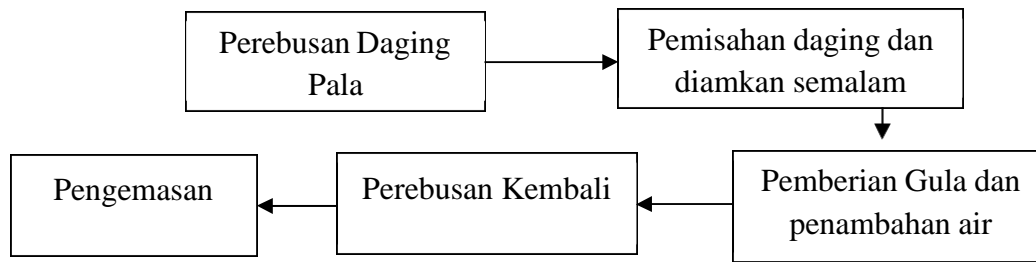 Perebusan Daging
Pala
Pemisahan daging dan
diamkan semalam
Pemberian Gula dan
penambahan air
Perebusan Kembali
Pengemasan